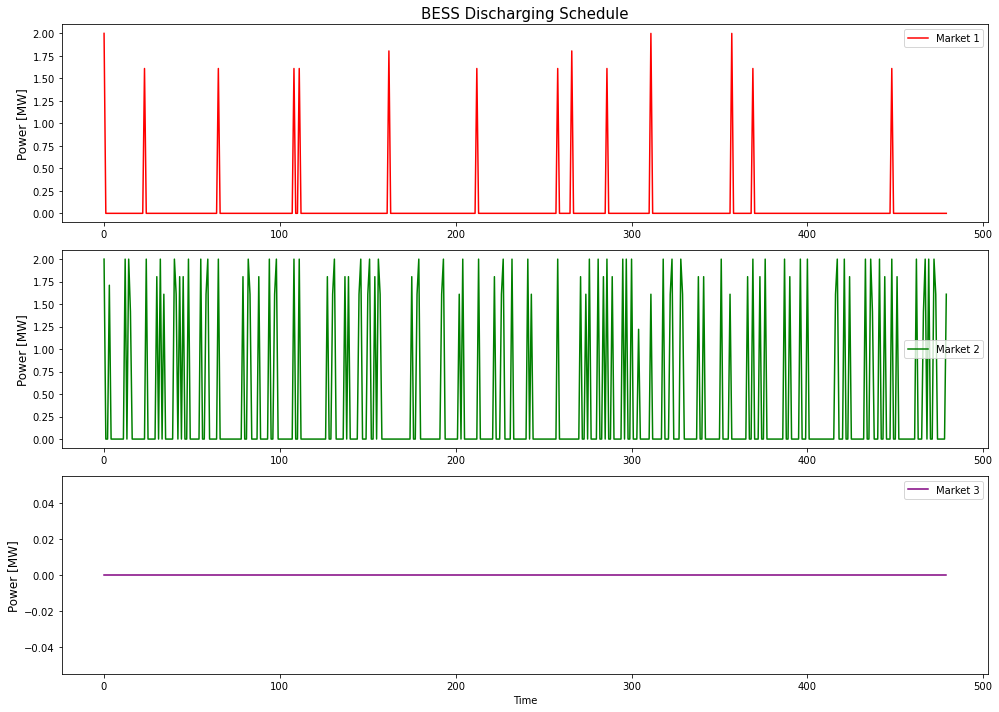 BESS Discharging Schedule
Market 1
Power [MW]
2.00
1.75
1.50
1.25
1.00
0.75
0.50
0.25
0.00
0 100 200 300 400 500
Market 2
Power [MW]
2.00
1.75
1.50
1.25
1.00
0.75
0.50
0.25
0.00
0 100 200 300 400 500
Market 3
Power [MW]
0.04
0.02
0.00
−0.02
−0.04
0 100 200 300 400 500
Time